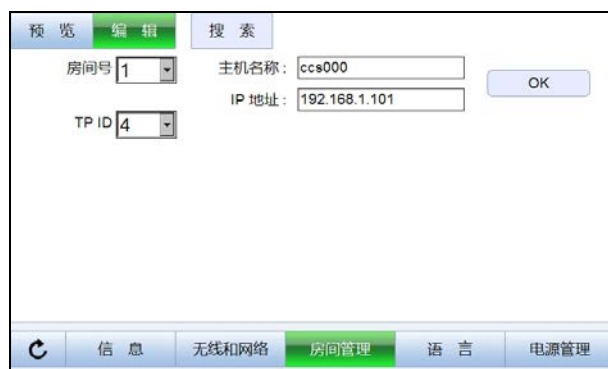 预 览 编 辑 搜 索
房间号 1 主机名称: ccs000
OK
IP 地址: 192.168.1.101
TP ID 4
信 息 无线和网络 房间管理 语 言 电源管理